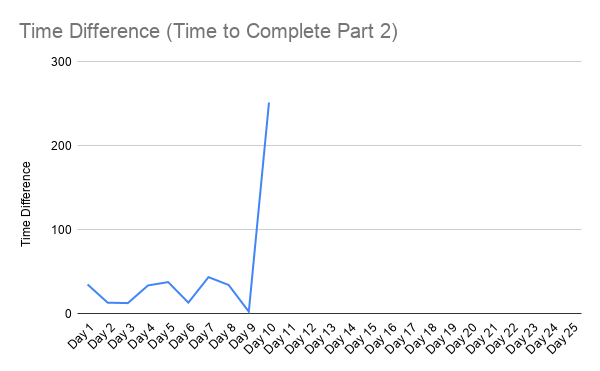 Time Difference (Time to Complete Part 2)
300
200
100
0
Time Difference
Day 1
Day 2
Day 3
Day 4
Day 5
Day 6
Day 7
Day 8
Day 9
Day 10
Day 11
Day 12
Day 13
Day 14
Day 15
Day 16
Day 17
Day 18
Day 19
Day 20
Day 21
Day 22
Day 23
Day 24
Day 25